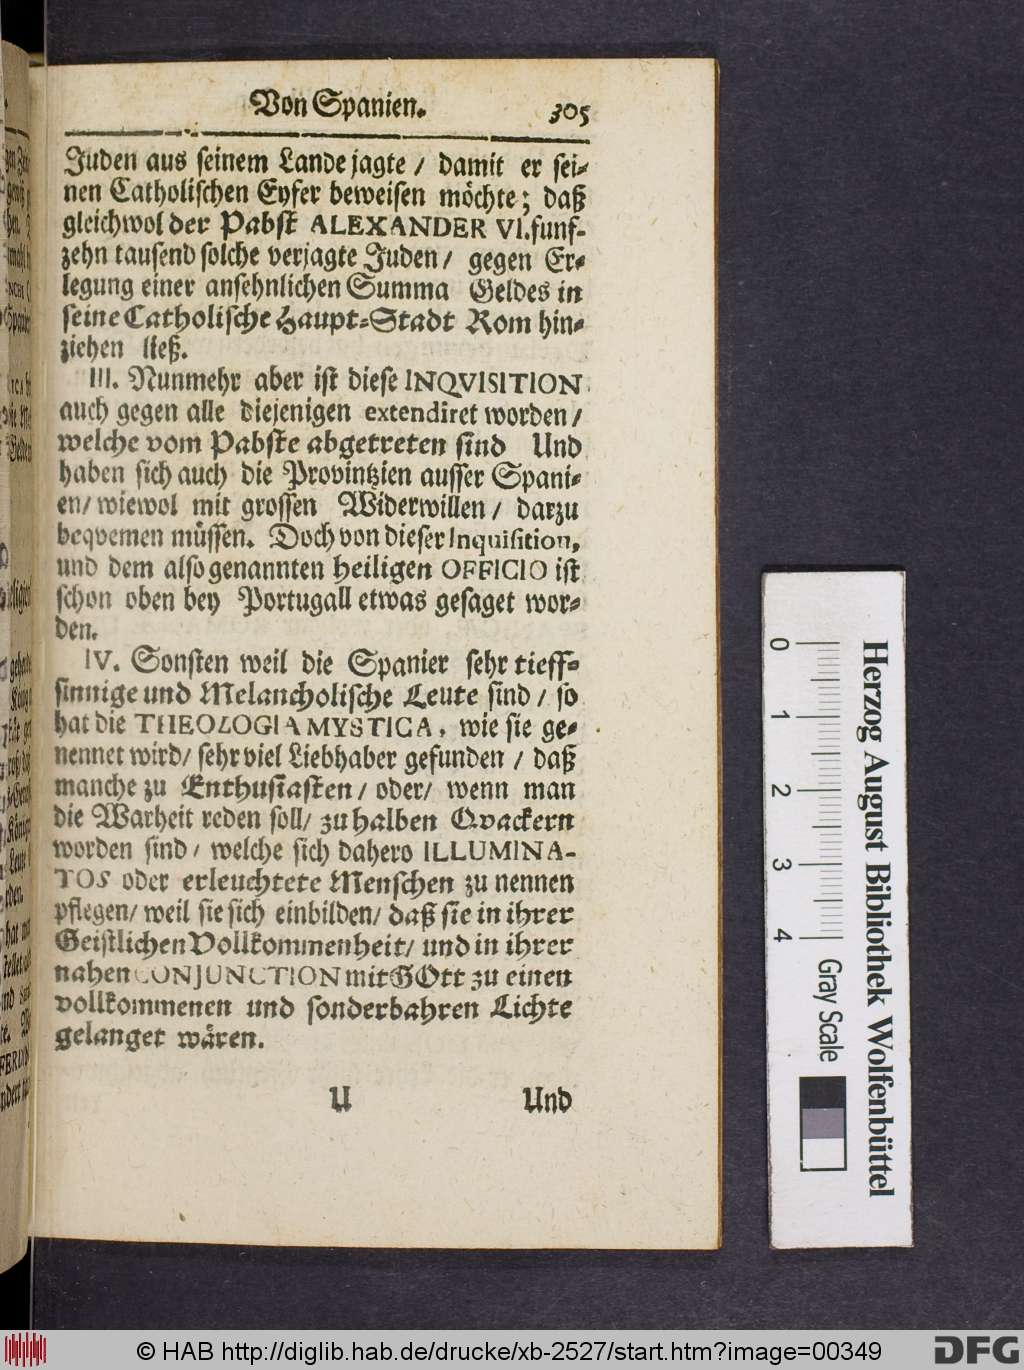 Von Spanien. 305
Juden aus seinem Lande jagte / damit er sei-
nen Catholischen Eyfer beweisen möchte; daß
gleichwol der Pabst ALEXANDER VI. funf-
zehn tausend solche verjagte Juden / gegen Er-
legung einer ansehnlichen Summa Geldes in
seine Catholische Haupt-Stadt Rom hin-
ziehen ließ.
III. Nunmehr aber ist diese INQVISITION
auch gegen alle diejenigen extendiret worden /
welche vom Pabste abgetreten sind Und
haben sich auch die Provintzien ausser Spani-
en / wiewol mit grossen Widerwillen / darzu
beqvemen müssen. Doch von dieser Inquisition,
und dem also genannten heiligen OFFICIO ist
schon oben bey Portugall etwas gesaget wor-
den.
IV. Sonsten weil die Spanier sehr tieff-
sinnige und Melancholische Leute sind / so
hat die THEOLOGIA MYSTICA, wie sie ge-
nennet wird / sehr viel Liebhaber gefunden / daß
manche zu Enthusiasten / oder / wenn man
die Warheit reden soll / zu halben Qvackern
worden sind / welche sich dahero ILLUMINA-
TOS oder erleuchtete Menschen zu nennen
pflegen / weil sie sich einbilden / daß sie in ihrer
Geistlichen Vollkommenheit / und in ihrer
nahen CONJUNCTION mit GOtt zu einen
vollkommenen und sonderbahren Lichte
gelanget wären.
U Und
0 1 2 3 4 Gray Scale
Herzog August Bibliothek Wolfenbüttel
© HAB http://diglib.hab.de/drucke/xb-2527/start.htm?image=00349
DFG